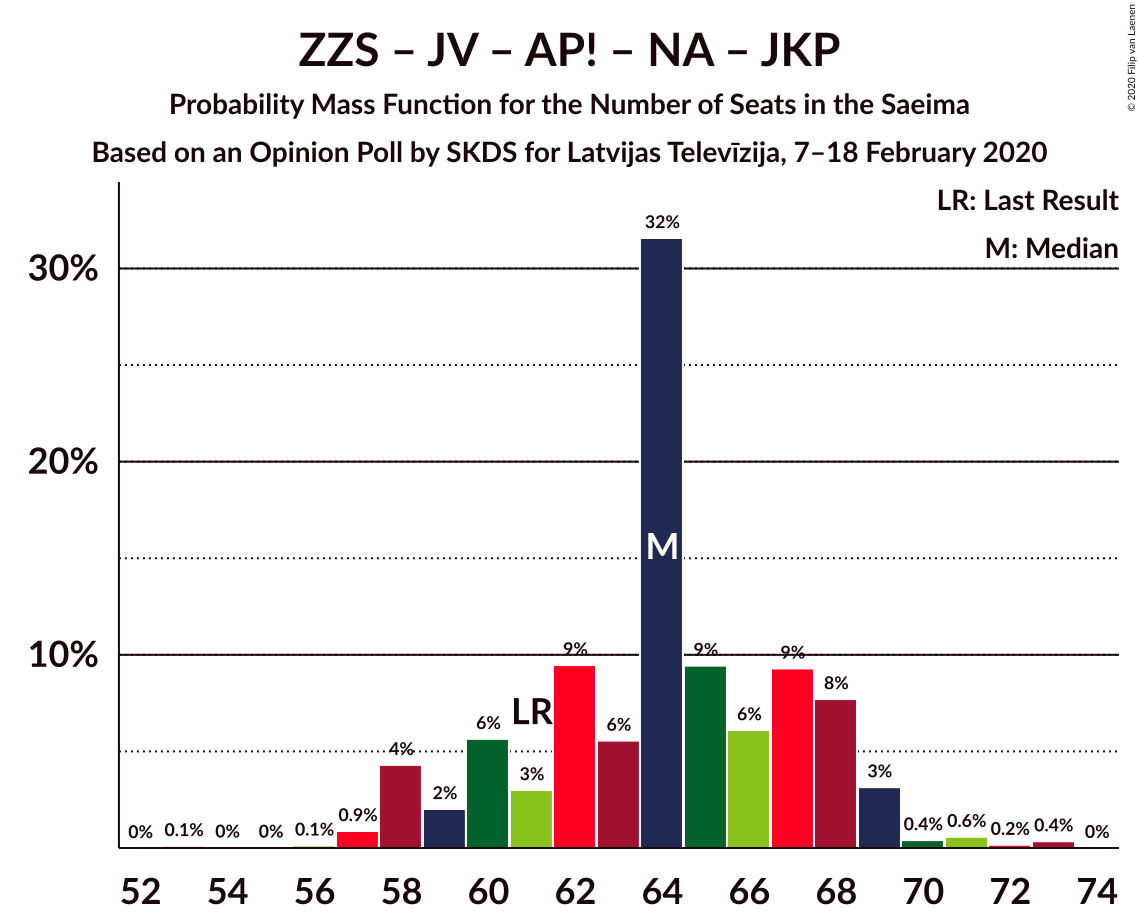 ZZS – JV – AP! – NA – JKP
Probability Mass Function for the Number of Seats in the Saeima
Based on an Opinion Poll by SKDS for Latvijas Televīzija, 7–18 February 2020
© 2020 Filip van Laenen
LR: Last Result
M: Median
30%
20%
10%
0% 0.1% 0% 0% 0.1% 0.9% 4% 2% 6% 3% 9% 6% 32% 9% 6% 9% 8% 3% 0.4% 0.6% 0.2% 0.4% 0%
LR
M
52 54 56 58 60 62 64 66 68 70 72 74